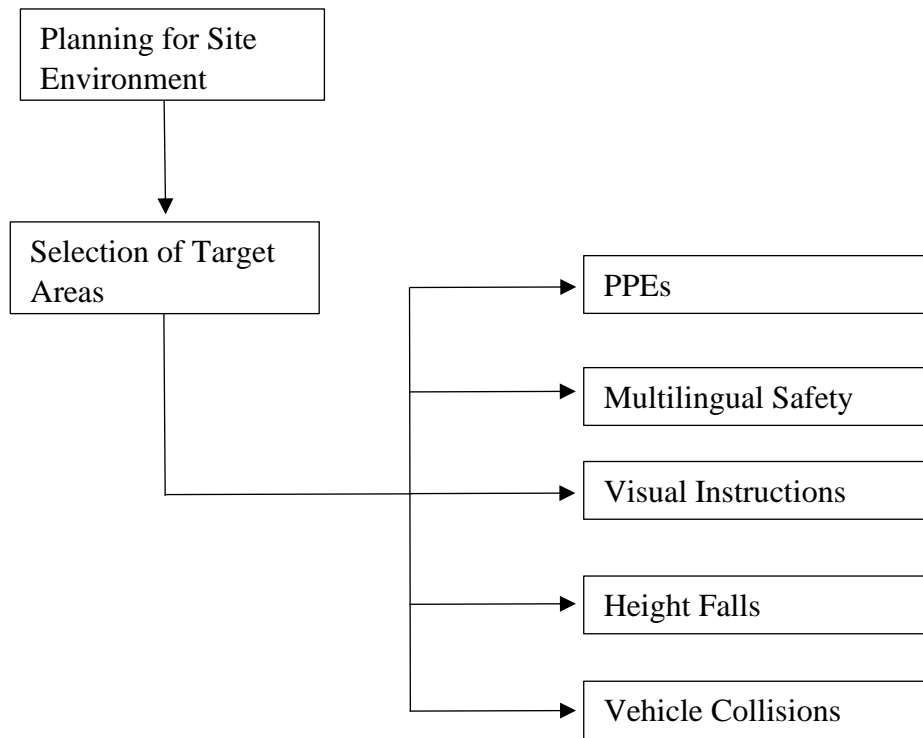 Planning for Site
Environment
Selection of Target
Areas
PPEs
Multilingual Safety
Visual Instructions
Height Falls
Vehicle Collisions